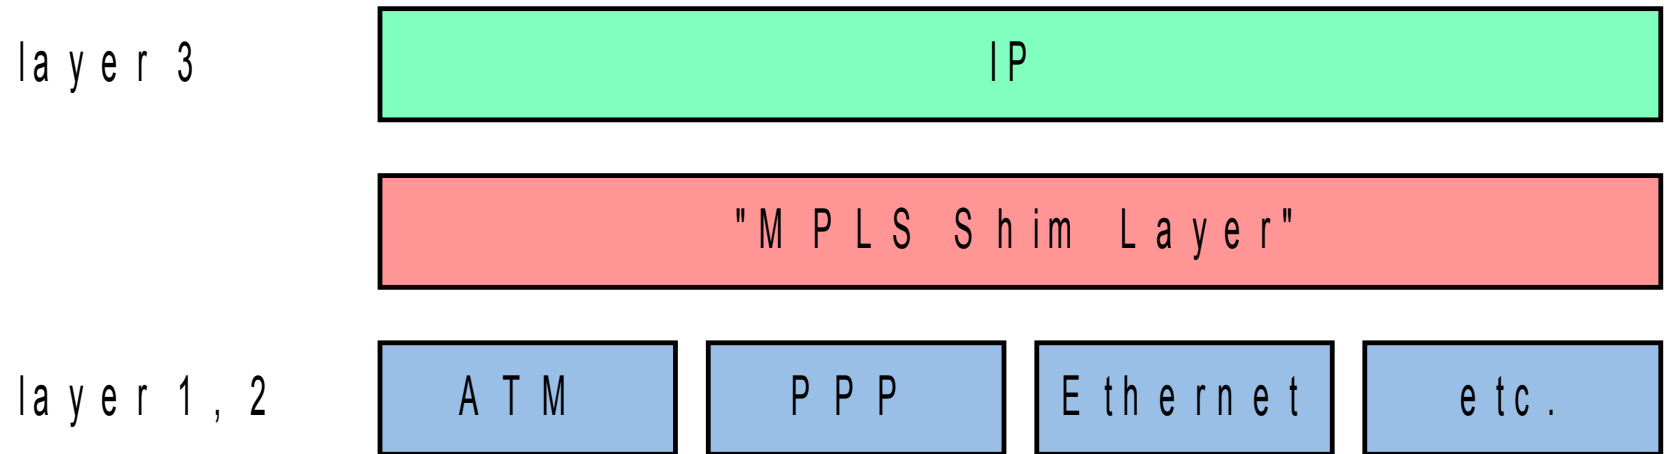 layer 3 IP
"MPLS Shim Layer"
layer 1,2 ATM PPP Ethernet etc.